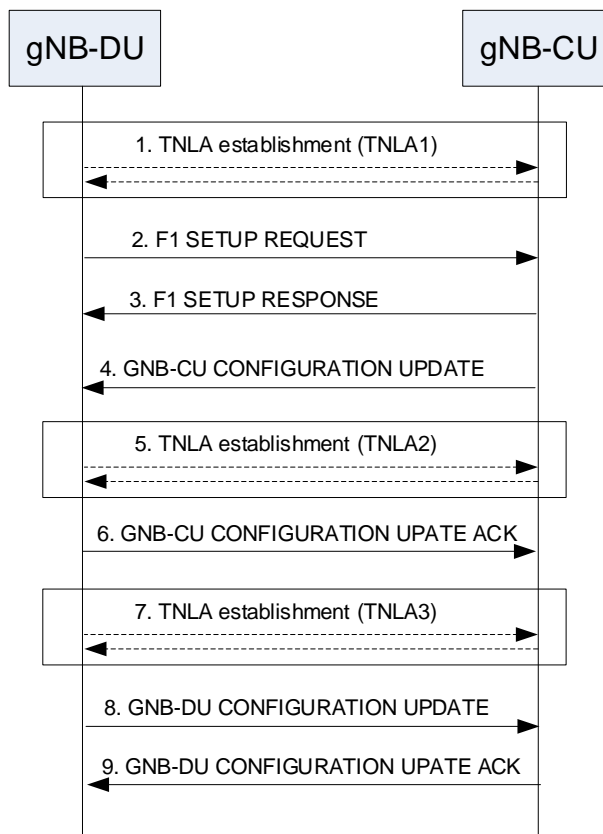 gNB-DU
gNB-CU
1. TNLA establishment (TNLA1)
2. F1 SETUP REQUEST
3. F1 SETUP RESPONSE
4. GNB-CU CONFIGURATION UPDATE
5. TNLA establishment (TNLA2)
6. GNB-CU CONFIGURATION UPATE ACK
7. TNLA establishment (TNLA3)
8. GNB-DU CONFIGURATION UPDATE
9. GNB-DU CONFIGURATION UPATE ACK